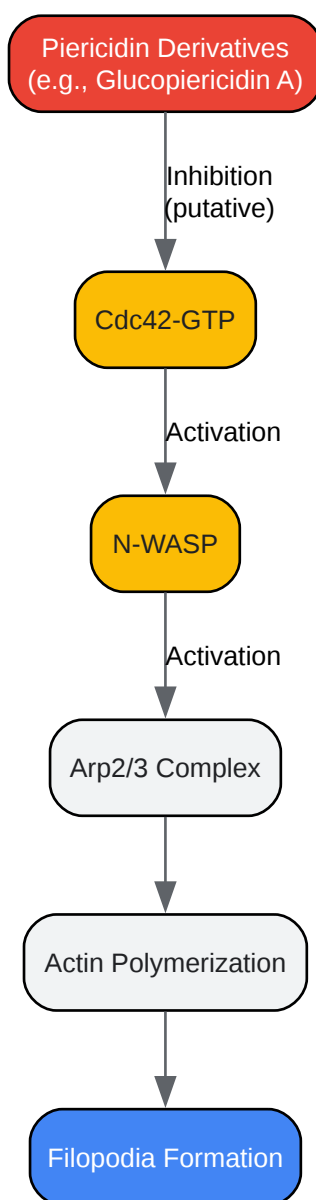 Piericidin Derivatives
(e.g., Glucopiericidin A)
Inhibition
(putative)
Cdc42-GTP
Activation
N-WASP
Activation
Arp2/3 Complex
Actin Polymerization
Filopodia Formation